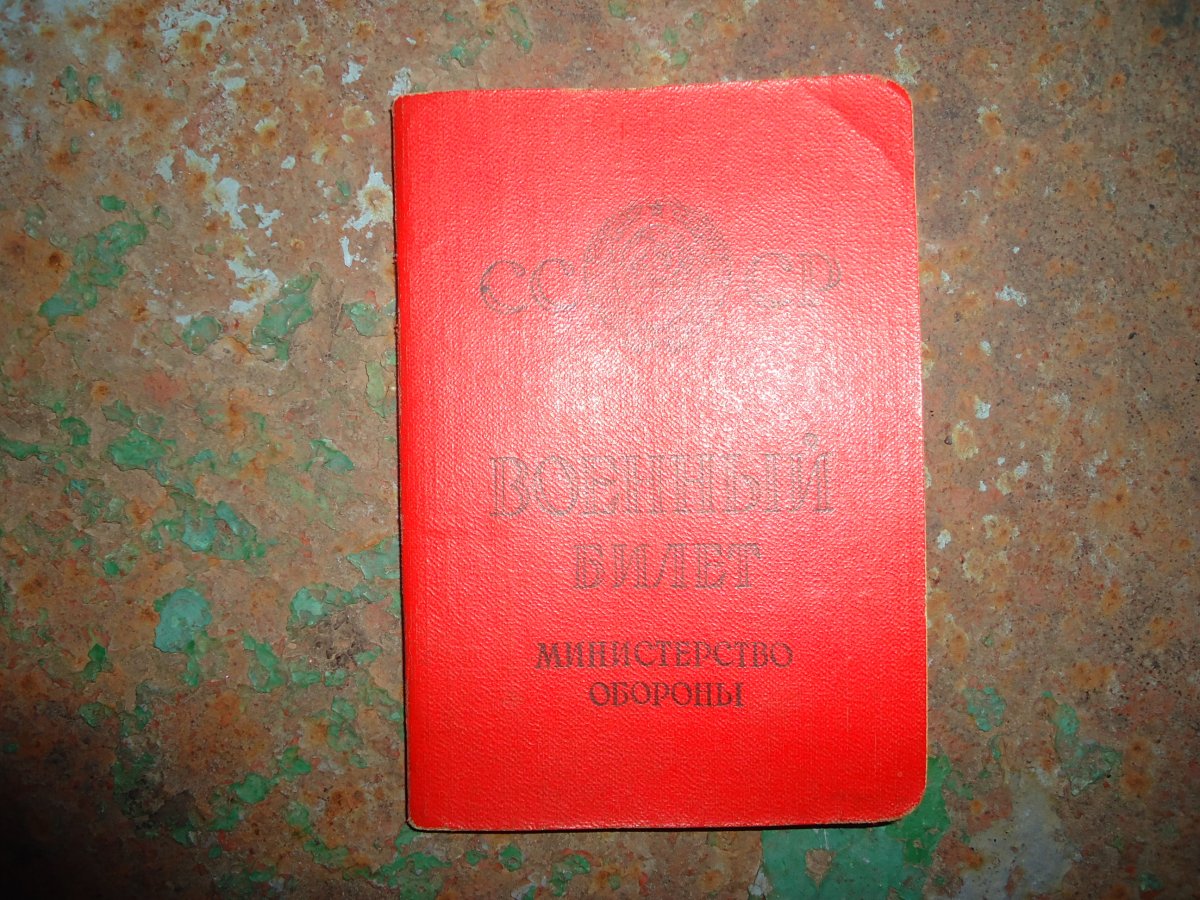 СССР
ВОЕННЫЙ
БИЛЕТ
МИНИСТЕРСТВО
ОБОРОНЫ